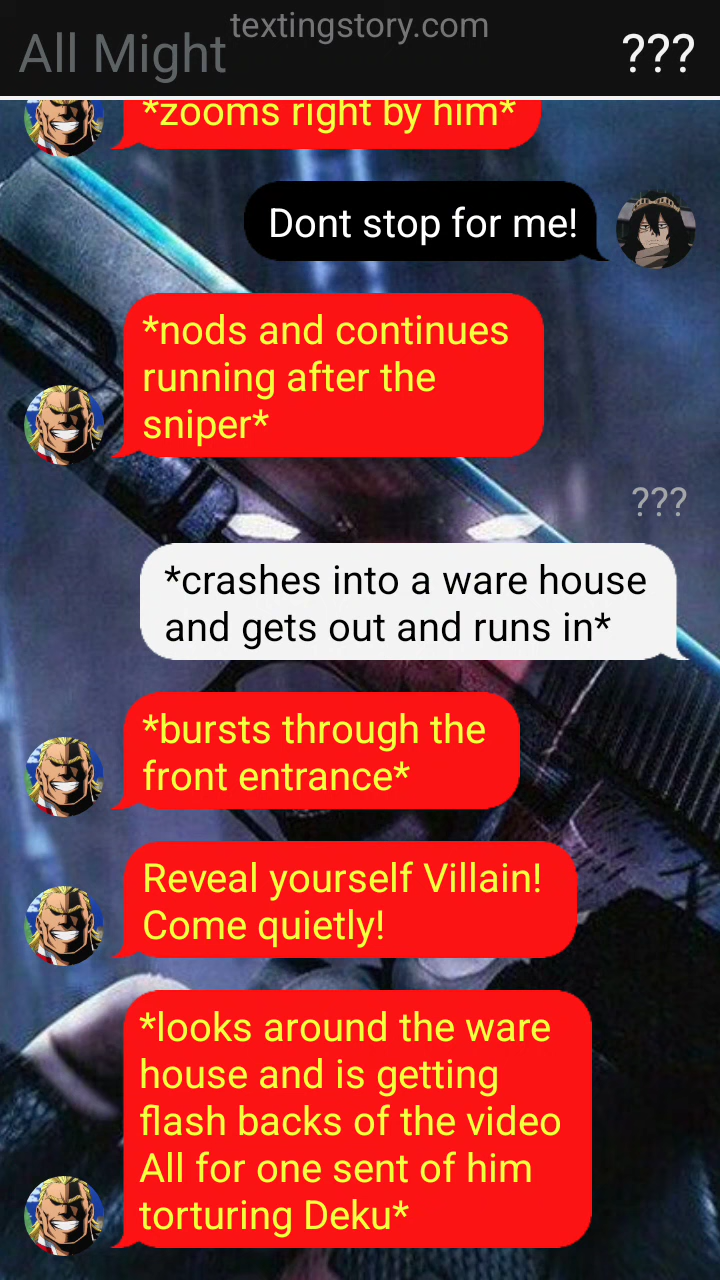 textingstory.com
All Might
???
*zooms right by him*
Dont stop for me!
*nods and continues
running after the
sniper*
???
*crashes into a ware house
and gets out and runs in*
*bursts through the
front entrance*
Reveal yourself Villain!
Come quietly!
*looks around the ware
house and is getting
flash backs of the video
All for one sent of him
torturing Deku*